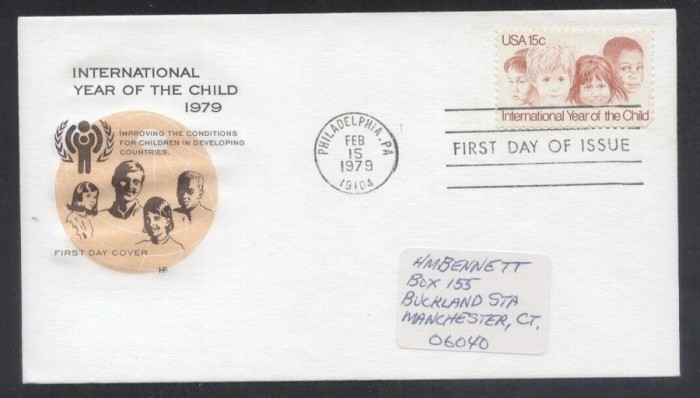 INTERNATIONAL
YEAR OF THE CHILD
1979
IMPROVING THE CONDITIONS
FOR CHILDREN IN DEVELOPING
COUNTRIES.
FIRST DAY COVER
HF
PHILADELPHIA, PA
FEB
15
1979
19104
USA 15c
International Year of the Child
FIRST DAY OF ISSUE
HMBENNETT
BOX 155
BUCKLAND STA
MANCHESTER, CT.
06040